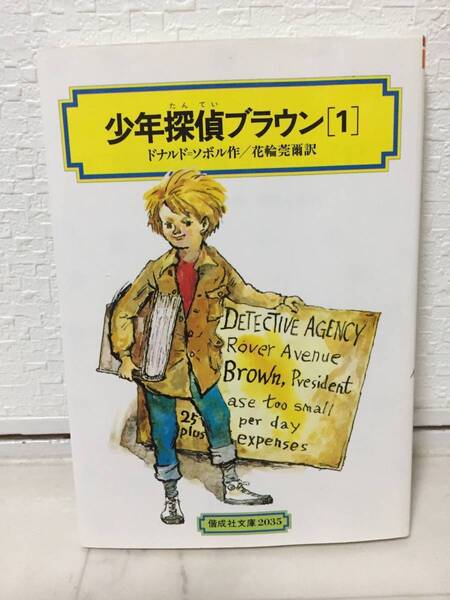 たんてい
少年探偵ブラウン[1]
ドナルド=ソボル作/花輪莞爾訳
DETECTIVE AGENCY
Rover Avenue
BROWN, President
ase too small
25¢ per day
plus expenses
偕成社文庫2035